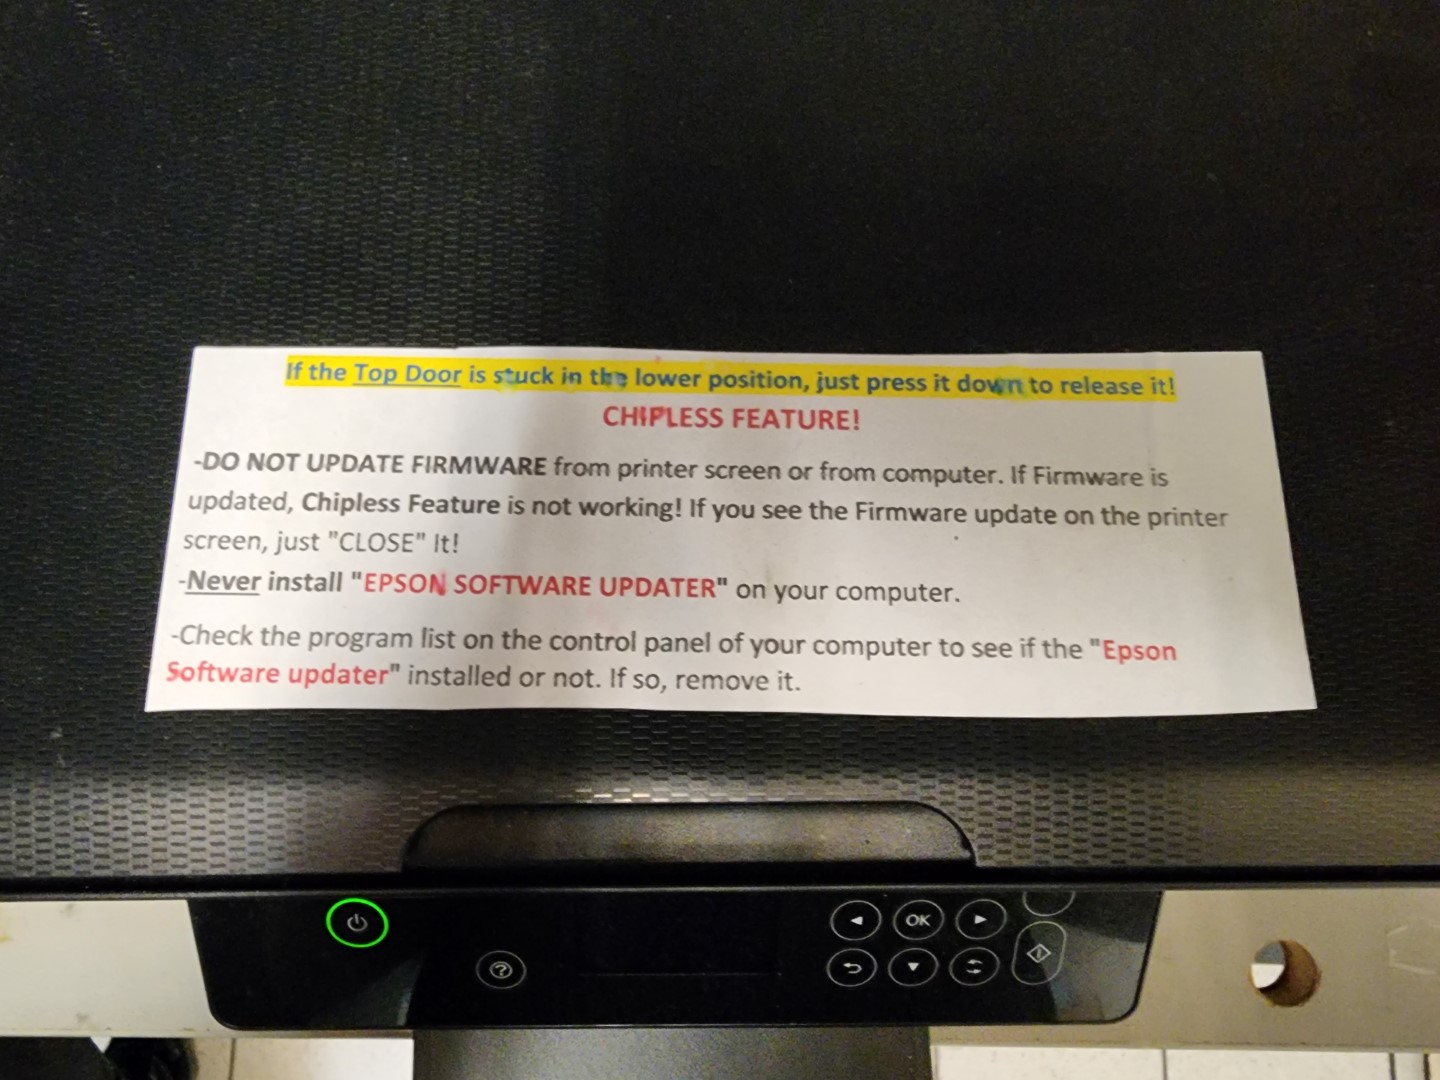 If the Top Door is stuck in the lower position, just press it down to release it!
CHIPLESS FEATURE!
-DO NOT UPDATE FIRMWARE from printer screen or from computer. If Firmware is
updated, Chipless Feature is not working! If you see the Firmware update on the printer
screen, just "CLOSE" It!
-Never install "EPSON SOFTWARE UPDATER" on your computer.
-Check the program list on the control panel of your computer to see if the "Epson
Software updater" installed or not. If so, remove it.
OK
?